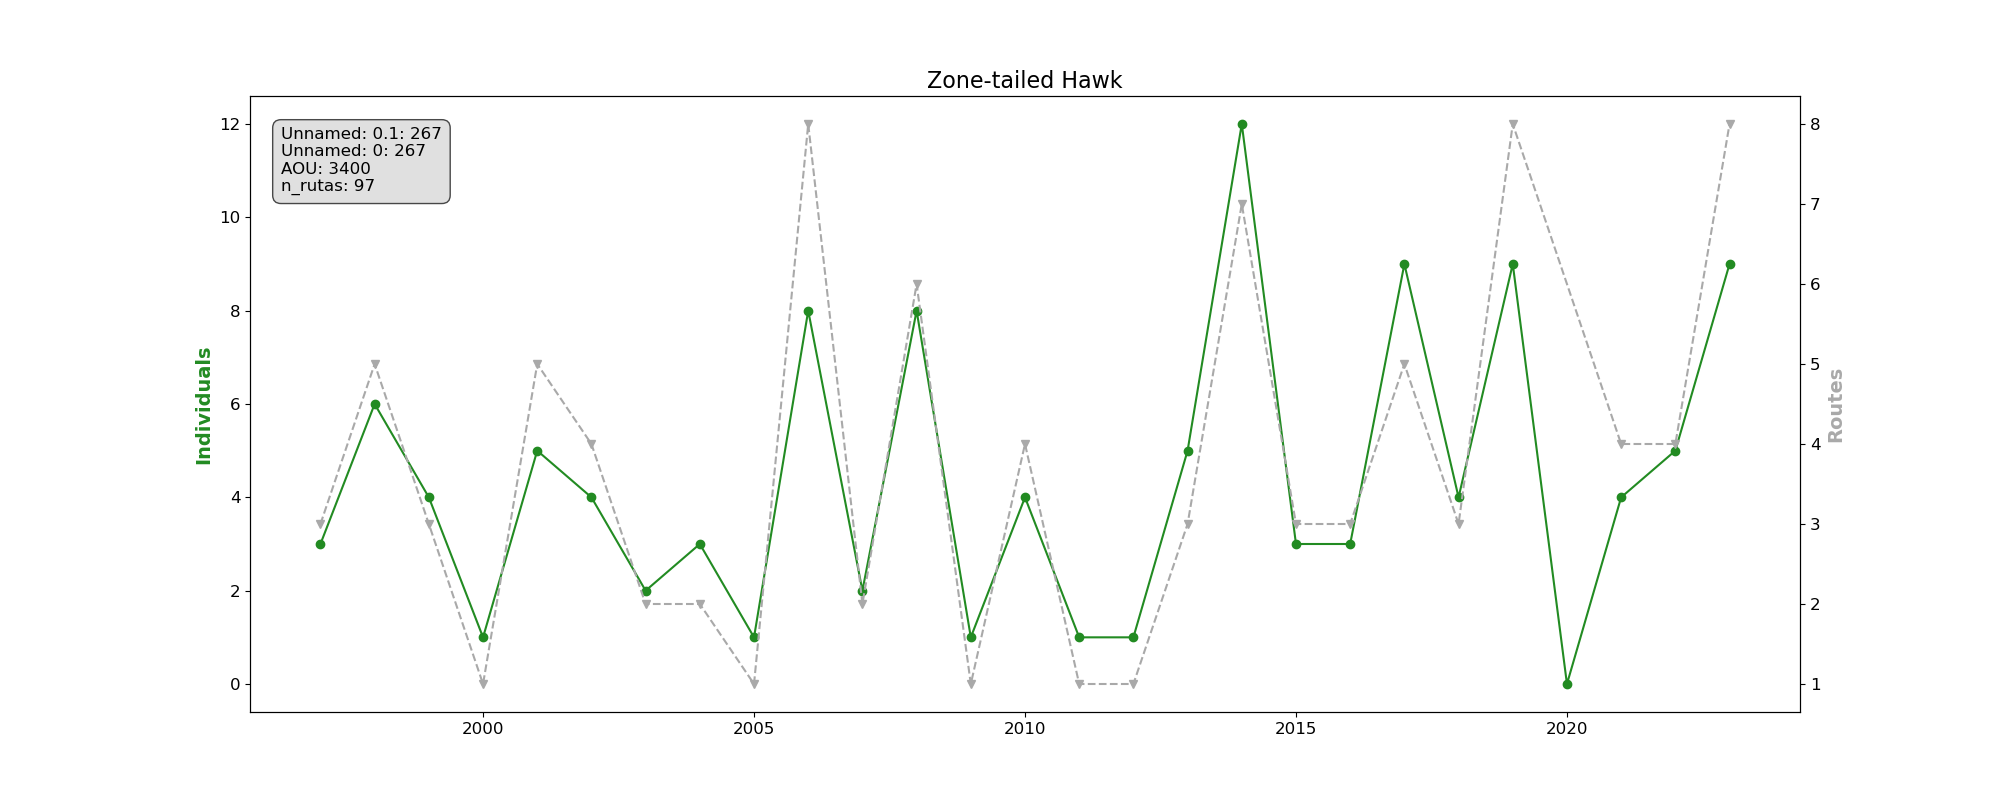 Zone-tailed Hawk
Unnamed: 0.1: 267
Unnamed: 0: 267
AOU: 3400
n_rutas: 97
Individuals
12
10
8
6
4
2
0
8
7
6
5
4
3
2
1
Routes
2000
2005
2010
2015
2020